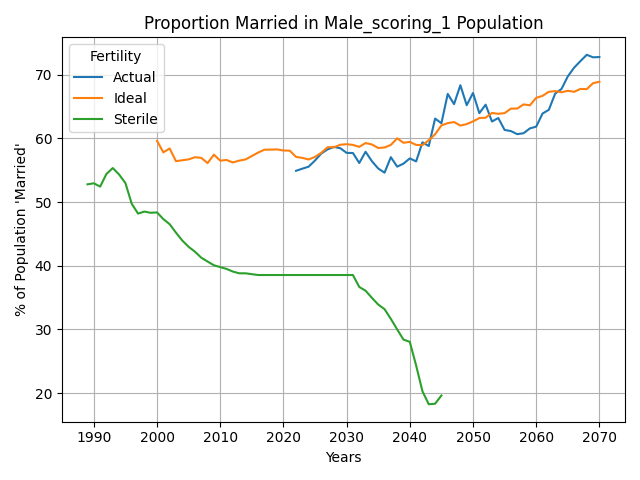 Proportion Married in Male_scoring_1 Population
Fertility
Actual
Ideal
Sterile
% of Population 'Married'
70
60
50
40
30
20
1990 2000 2010 2020 2030 2040 2050 2060 2070
Years